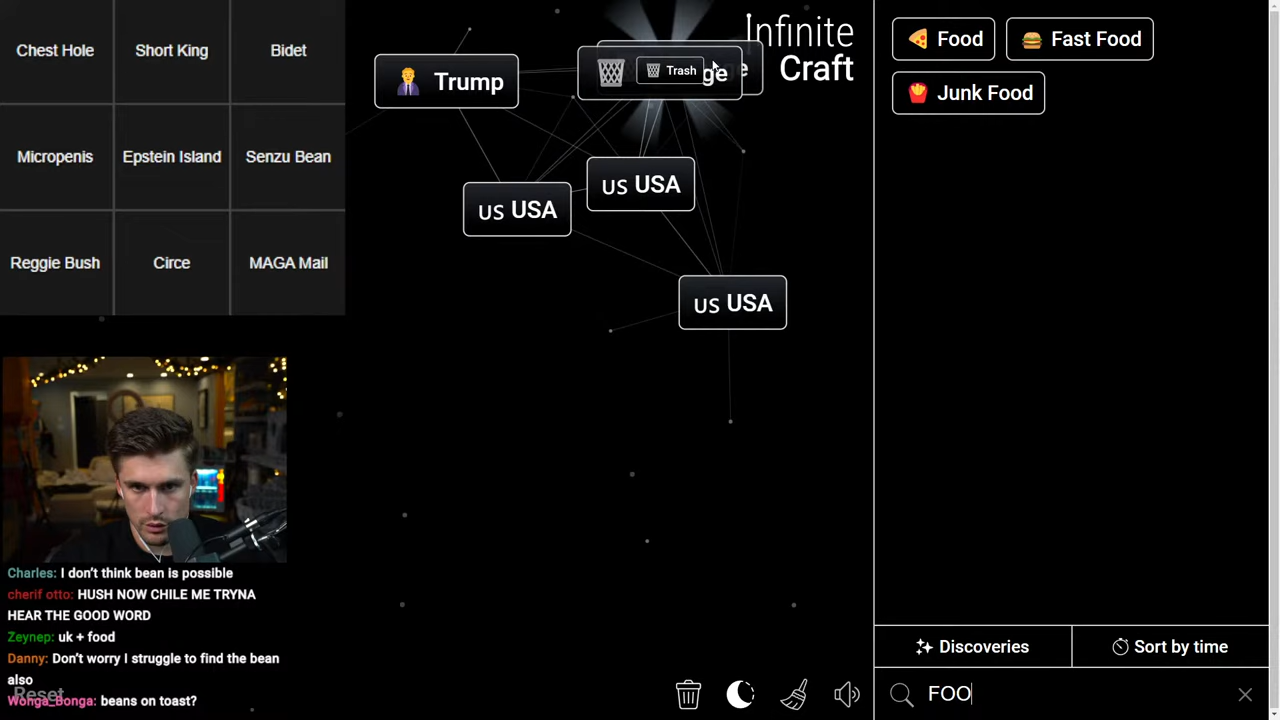 Chest Hole
Short King
Bidet
Micropenis
Epstein Island
Senzu Bean
Reggie Bush
Circe
MAGA Mail
Trump
Trash
US USA
US USA
US USA
Infinite
Craft
Food
Fast Food
Junk Food
Charles: I don't think bean is possible
cherif otto: HUSH NOW CHILE ME TRYNA
HEAR THE GOOD WORD
Zeynep: uk + food
Danny: Don't worry I struggle to find the bean
also
Wonga_Bonga: beans on toast?
Reset
Discoveries
Sort by time
FOO